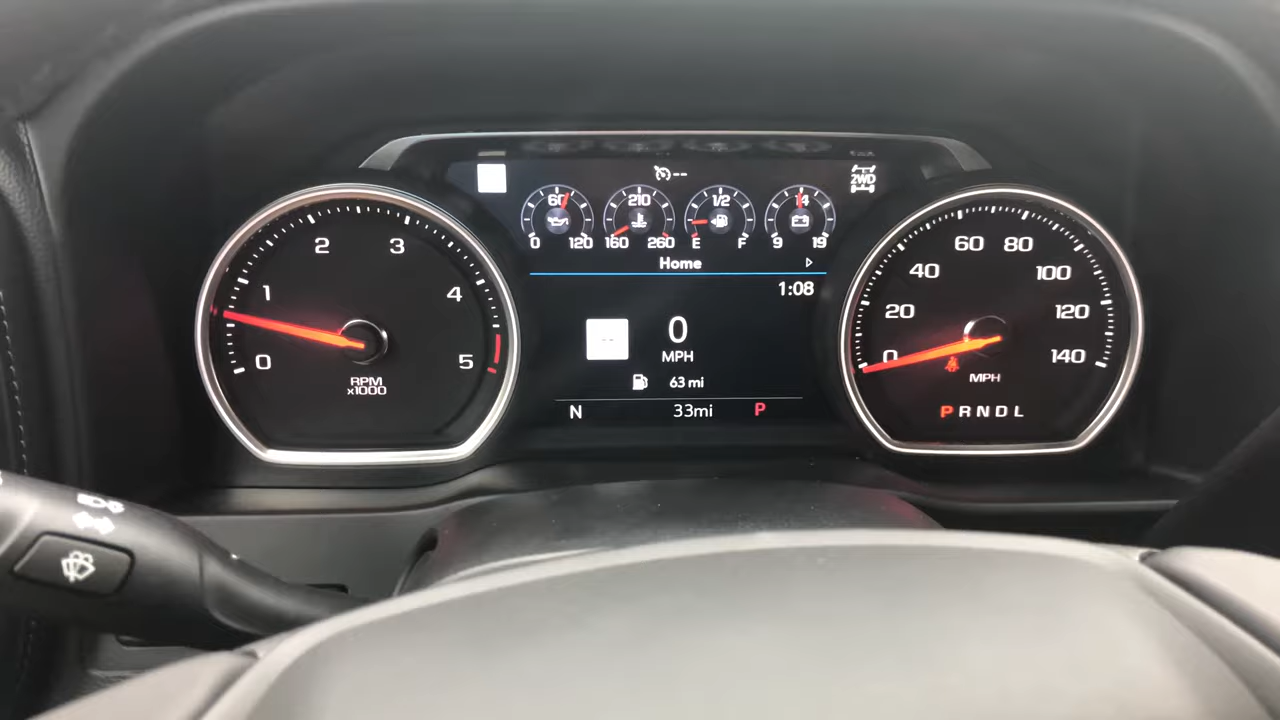 --
2WD
60
0 120
210
160 260
1/2
E F
14
9 19
Home
1:08
--
0
MPH
63 mi
N 33mi P
0 1 2 3 4 5
RPM
x1000
0 20 40 60 80 100 120 140
MPH
P R N D L